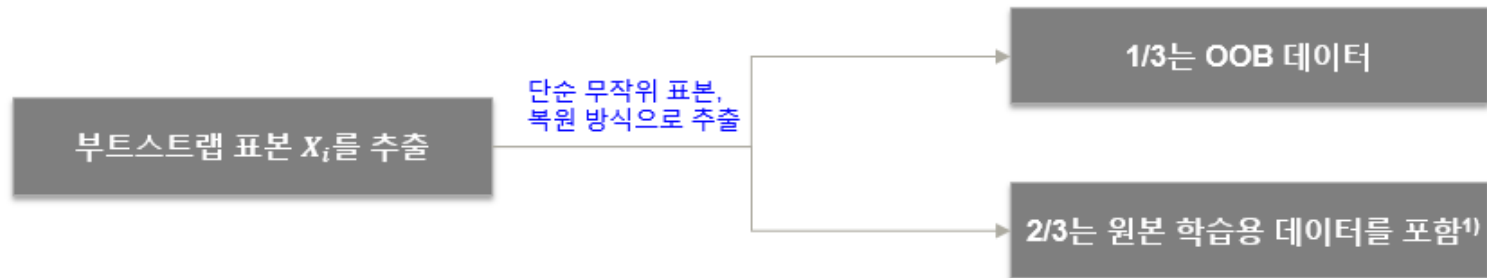 1/3는 OOB 데이터
단순 무작위 표본,
복원 방식으로 추출
부트스트랩 표본 X_i를 추출
2/3는 원본 학습용 데이터를 포함¹⁾